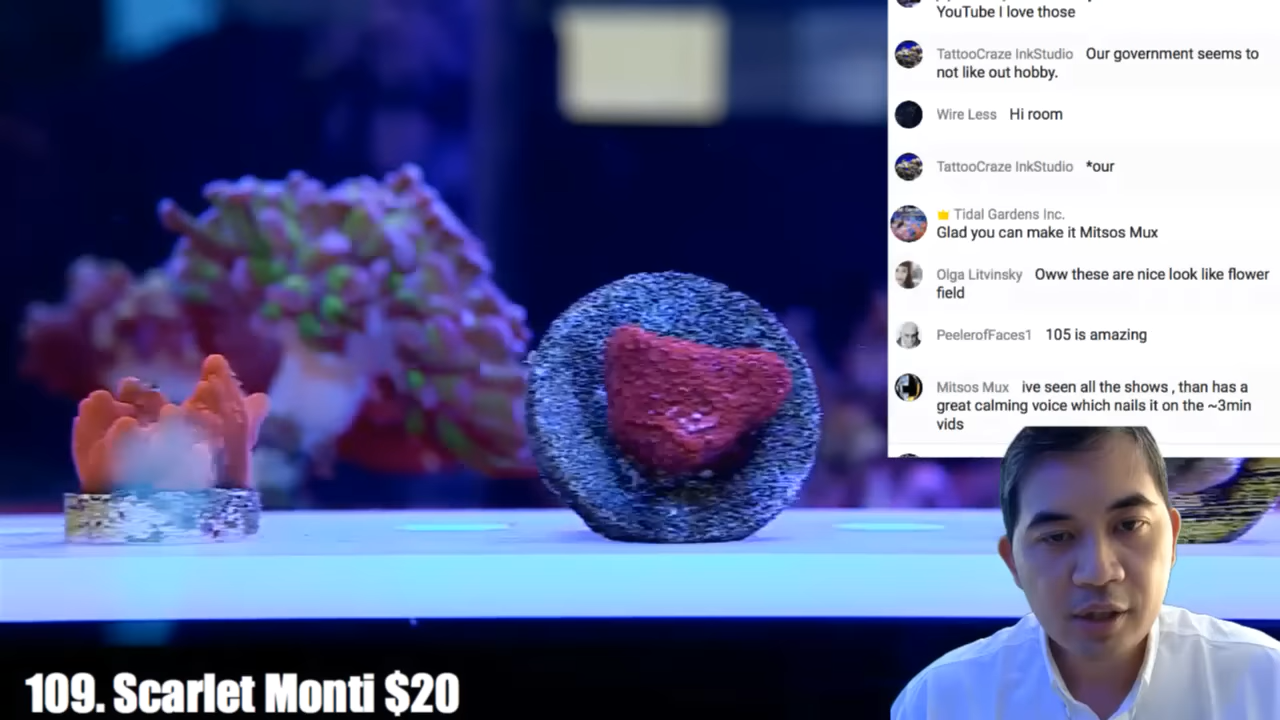 YouTube I love those
TattooCraze InkStudio Our government seems to
not like out hobby.
Wire Less Hi room
TattooCraze InkStudio *our
Tidal Gardens Inc.
Glad you can make it Mitsos Mux
Olga Litvinsky Oww these are nice look like flower
field
PeelerofFaces1 105 is amazing
Mitsos Mux ive seen all the shows , than has a
great calming voice which nails it on the ~3min
vids
109. Scarlet Monti $20